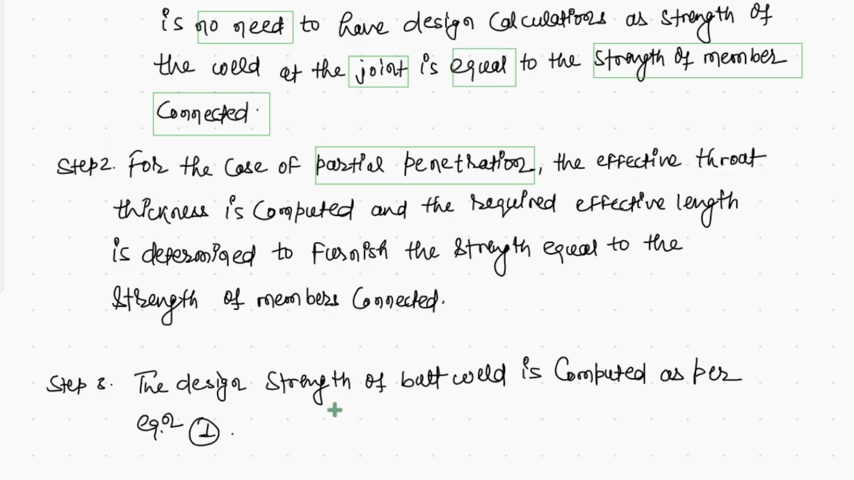 is no need to have design calculations as strength of
the weld at the joint is equal to the strength of member
Connected.
Step2. For the case of partial penetration, the effective throat
thickness is computed and the required effective length
is determined to furnish the strength equal to the
strength of members Connected.
Step 3. The design strength of butt weld is Computed as per
eq.n ①.